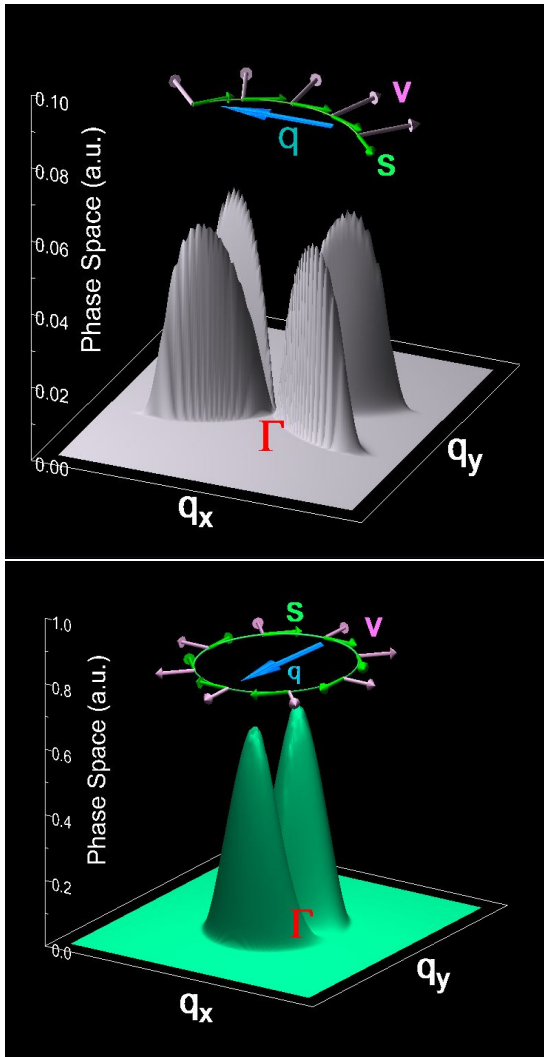 0.10
v
q
s
0.08
Phase Space (a.u.)
0.06
0.04
0.02
Γ
0.00
qx
qy
1.0
s
v
q
0.8
Phase Space (a.u.)
0.6
0.4
0.2
Γ
0.0
qx
qy